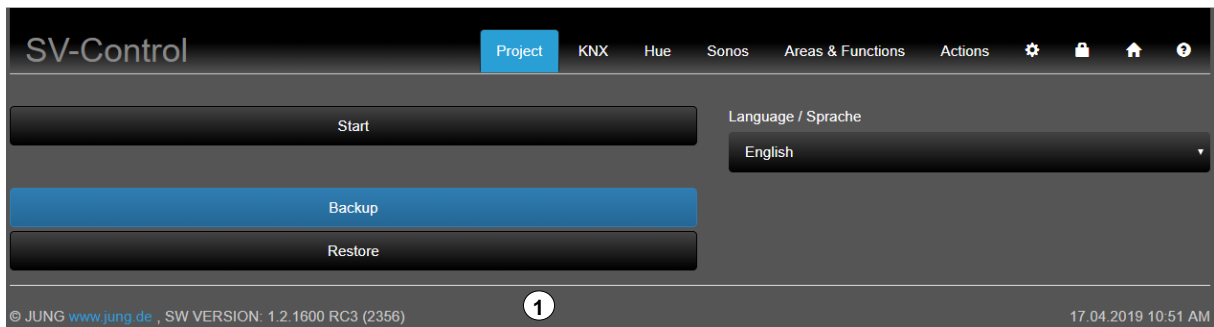 SV-Control
Project KNX Hue Sonos Areas & Functions Actions ?
Start
Language / Sprache
English
Backup
Restore
1
© JUNG www.jung.de , SW VERSION: 1.2.1600 RC3 (2356)
17.04.2019 10:51 AM